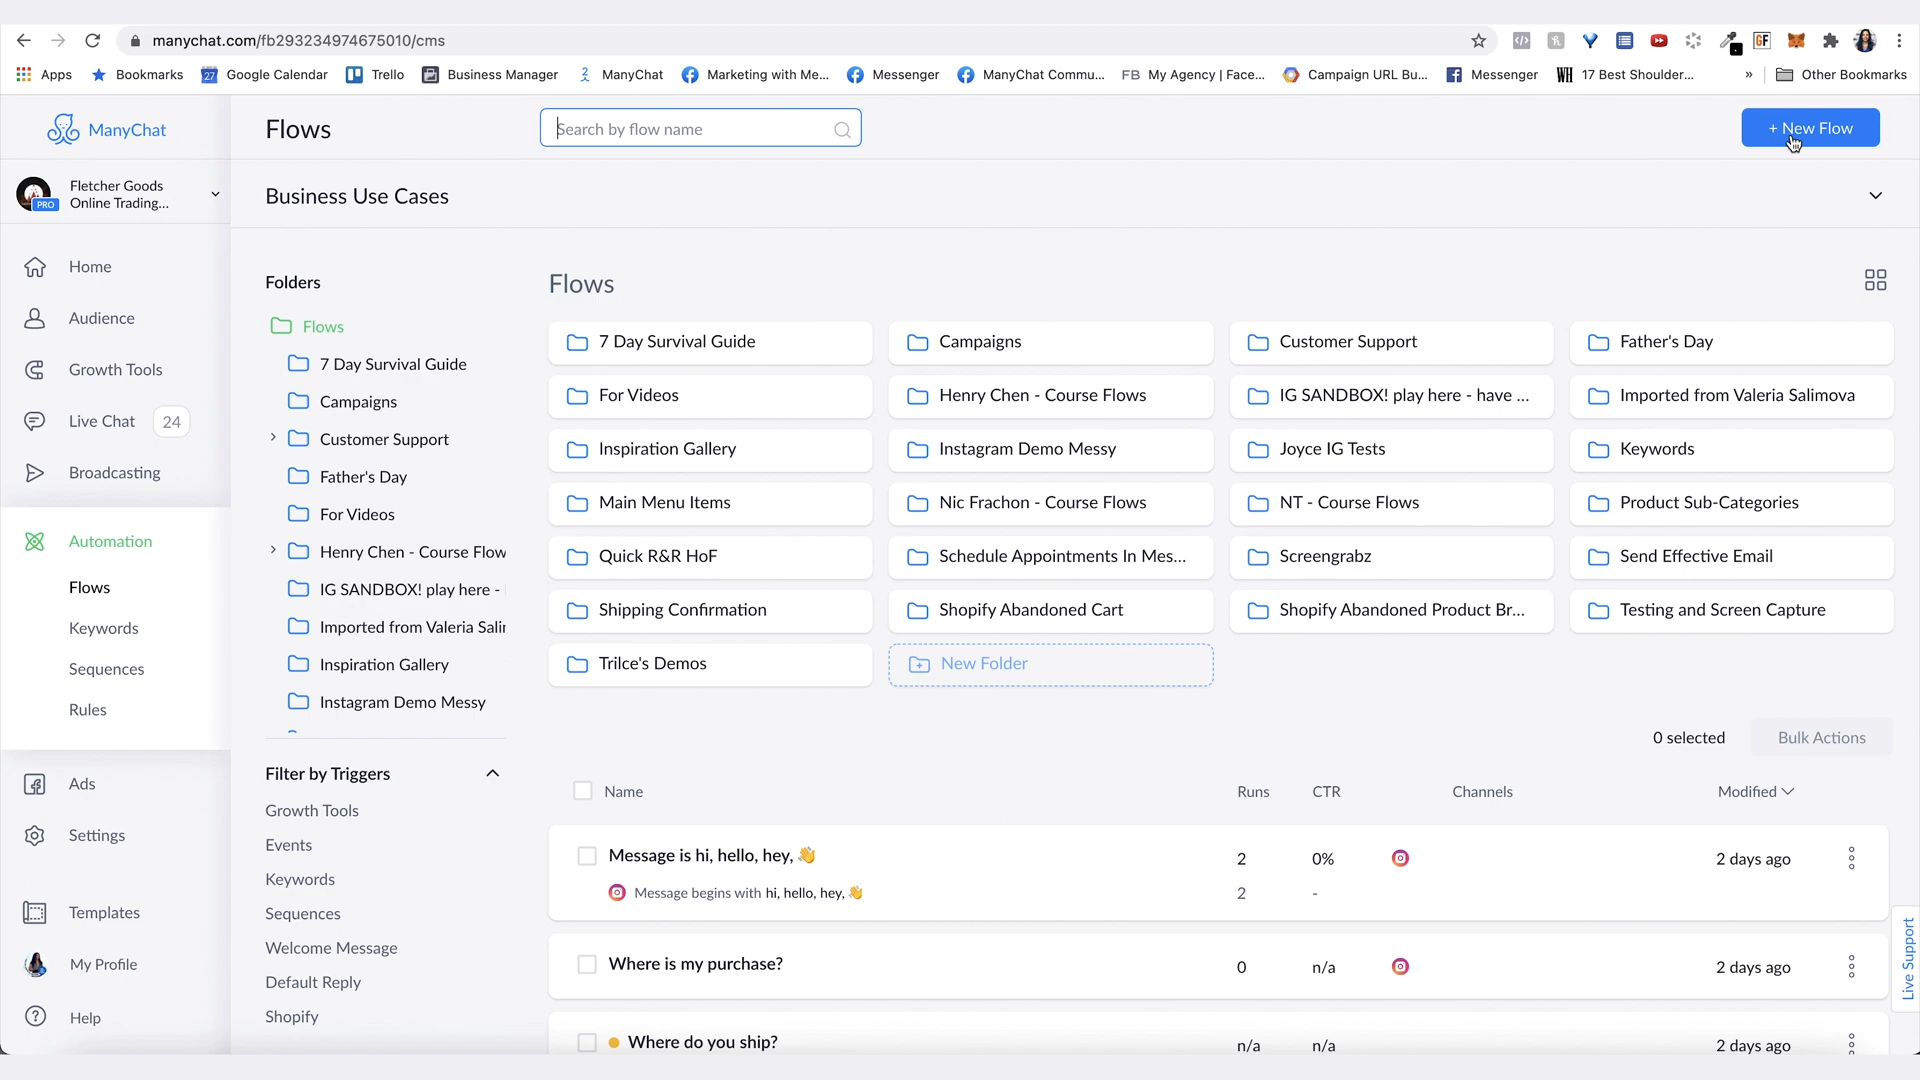 manychat.com/fb293234974675010/cms
Apps
Bookmarks
27
Google Calendar
Trello
Business Manager
ManyChat
Marketing with Me...
Messenger
ManyChat Commu...
FB My Agency | Face...
Campaign URL Bu...
Messenger
17 Best Shoulder...
»
Other Bookmarks
GF
ManyChat
Flows
Search by flow name
+ New Flow
PRO
Fletcher Goods
Online Trading...
Business Use Cases
Home
Audience
Growth Tools
Live Chat
24
Broadcasting
Automation
Flows
Keywords
Sequences
Rules
Ads
Settings
Templates
My Profile
Help
Folders
Flows
7 Day Survival Guide
Campaigns
Customer Support
Father's Day
For Videos
Henry Chen - Course Flow
IG SANDBOX! play here -
Imported from Valeria Salir
Inspiration Gallery
Instagram Demo Messy
Filter by Triggers
Growth Tools
Events
Keywords
Sequences
Welcome Message
Default Reply
Shopify
Flows
7 Day Survival Guide
Campaigns
Customer Support
Father's Day
For Videos
Henry Chen - Course Flows
IG SANDBOX! play here - have ...
Imported from Valeria Salimova
Inspiration Gallery
Instagram Demo Messy
Joyce IG Tests
Keywords
Main Menu Items
Nic Frachon - Course Flows
NT - Course Flows
Product Sub-Categories
Quick R&R HoF
Schedule Appointments In Mes...
Screengrabz
Send Effective Email
Shipping Confirmation
Shopify Abandoned Cart
Shopify Abandoned Product Br...
Testing and Screen Capture
Trilce's Demos
New Folder
0 selected
Bulk Actions
Name
Runs
CTR
Channels
Modified
Message is hi, hello, hey, 👋
2
0%
2 days ago
Message begins with hi, hello, hey, 👋
2
-
Where is my purchase?
0
n/a
2 days ago
Where do you ship?
n/a
n/a
2 days ago
Live Support